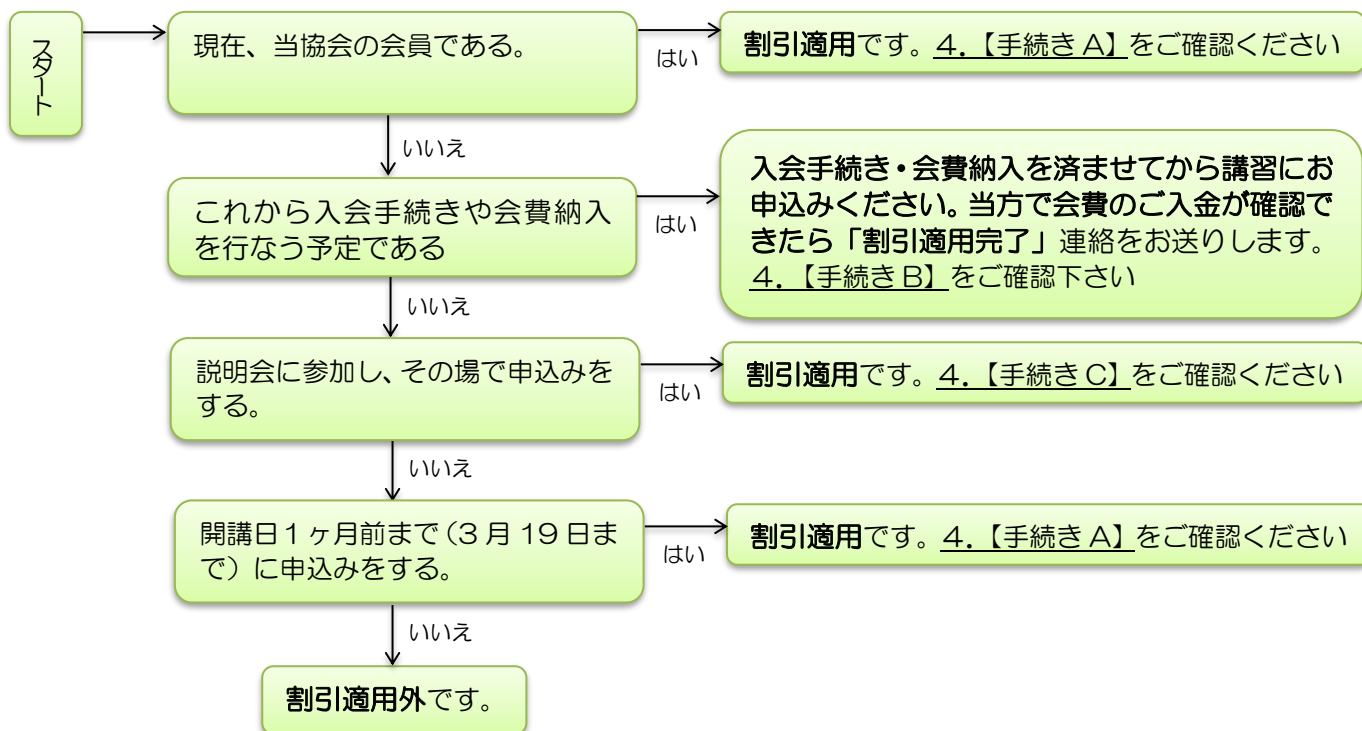 スタート
現在、当協会の会員である。
はい
割引適用です。４．【手続きＡ】をご確認ください
いいえ
これから入会手続きや会費納入
を行なう予定である
はい
入会手続き・会費納入を済ませてから講習にお
申込みください。当方で会費のご入金が確認で
きたら「割引適用完了」連絡をお送りします。
４．【手続きＢ】をご確認下さい
いいえ
説明会に参加し、その場で申込みを
する。
はい
割引適用です。４．【手続きＣ】をご確認ください
いいえ
開講日１ヶ月前まで（３月１９日ま
で）に申込みをする。
はい
割引適用です。４．【手続きＡ】をご確認ください
いいえ
割引適用外です。